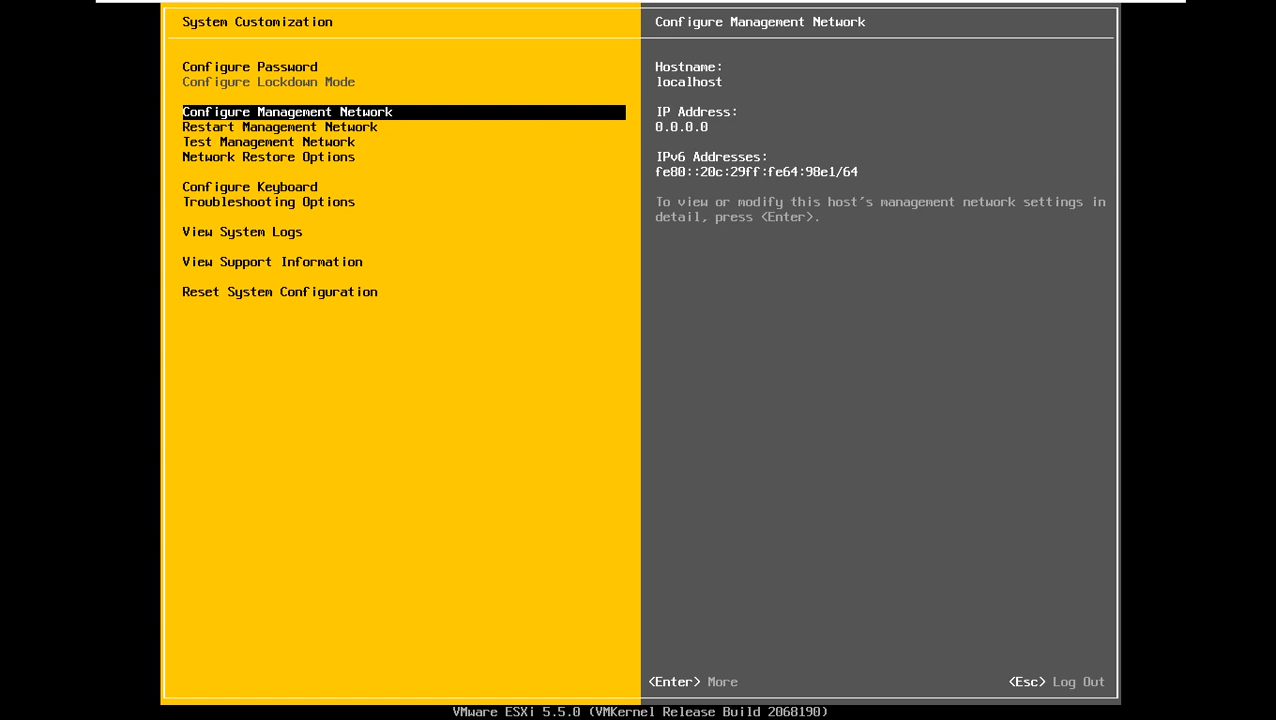 System Customization
Configure Password
Configure Lockdown Mode
Configure Management Network
Restart Management Network
Test Management Network
Network Restore Options
Configure Keyboard
Troubleshooting Options
View System Logs
View Support Information
Reset System Configuration
Configure Management Network
Hostname:
localhost
IP Address:
0.0.0.0
IPv6 Addresses:
fe80::20c:29ff:fe64:98e1/64
To view or modify this host's management network settings in
detail, press <Enter>.
<Enter> More
<Esc> Log Out
VMware ESXi 5.5.0 (VMKernel Release Build 2068190)